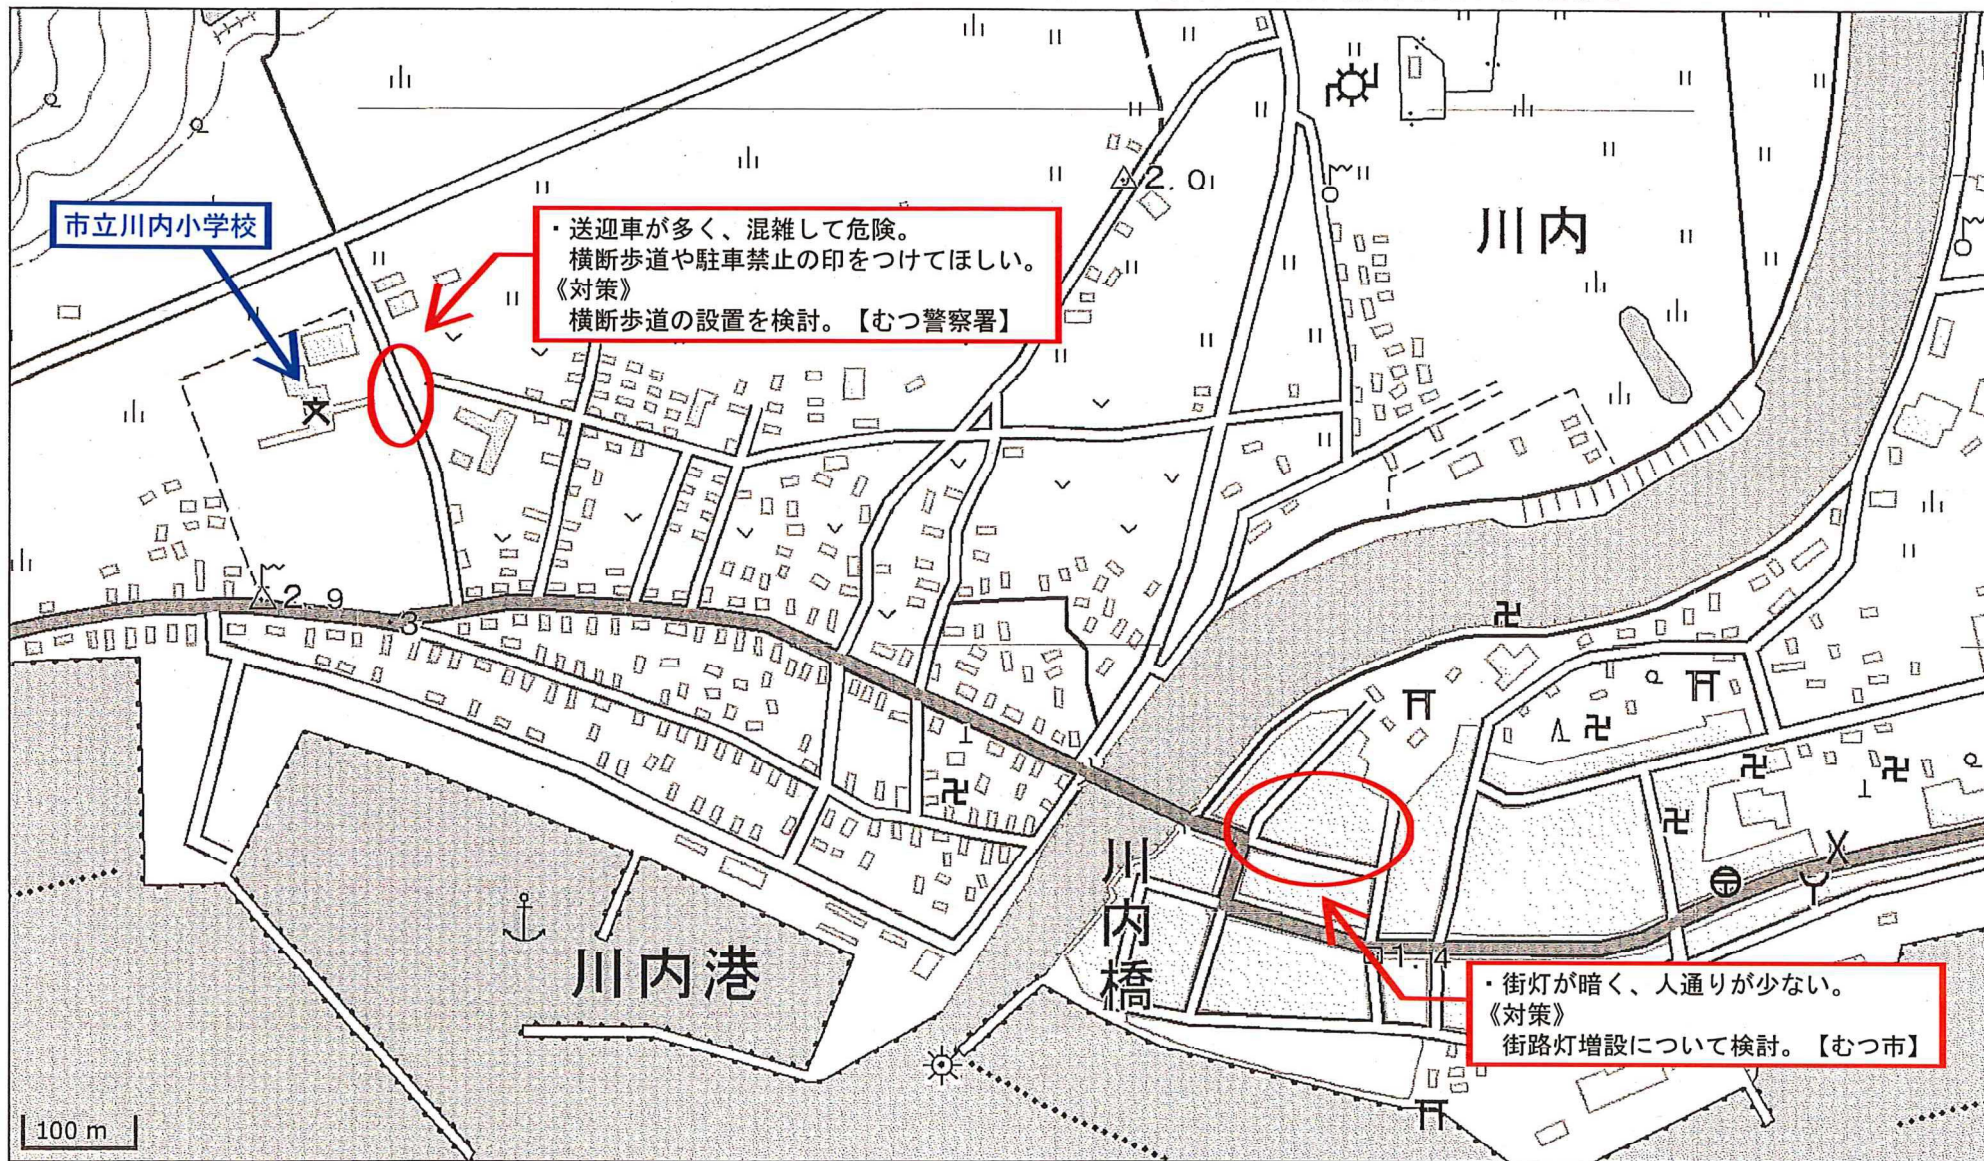 2.0
川内
市立川内小学校
・送迎車が多く、混雑して危険。
横断歩道や駐車禁止の印をつけてほしい。
《対策》
横断歩道の設置を検討。【むつ警察署】
文
2.9
3
川内橋
川内港
1.4
・街灯が暗く、人通りが少ない。
《対策》
街路灯増設について検討。【むつ市】
100 m